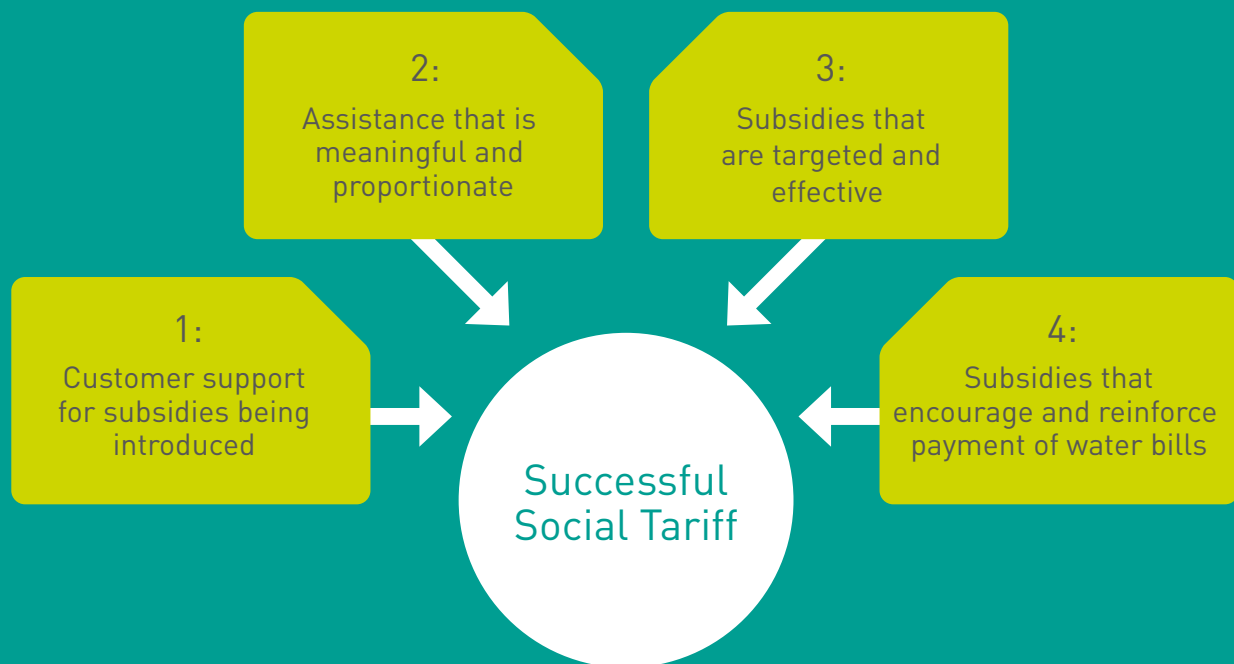 1:
Customer support
for subsidies being
introduced
2:
Assistance that is
meaningful and
proportionate
3:
Subsidies that
are targeted and
effective
4:
Subsidies that
encourage and reinforce
payment of water bills
Successful
Social Tariff